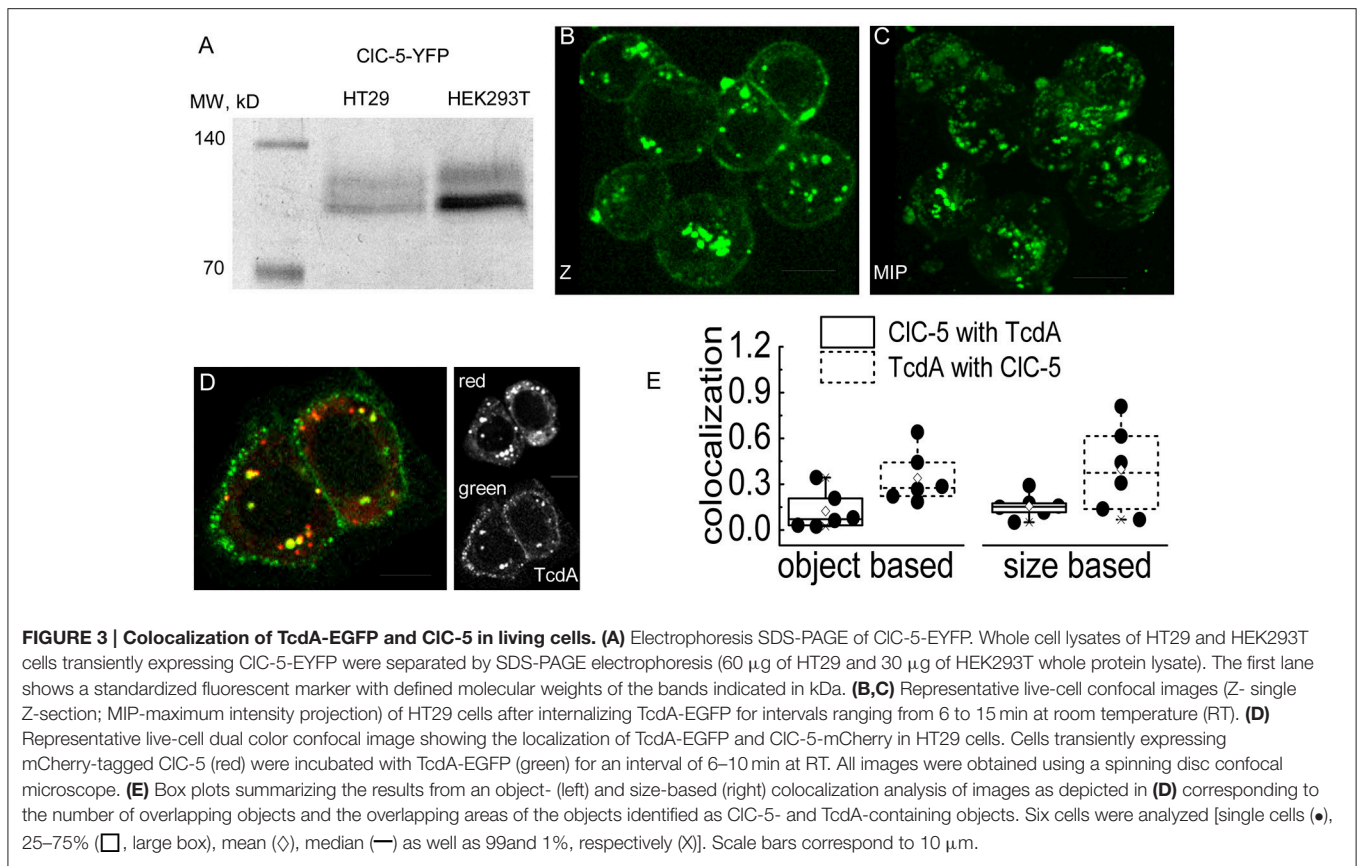 A
ClC-5-YFP
MW, kD
HT29
HEK293T
140
70
B
Z
C
MIP
D
red
green
TcdA
E
ClC-5 with TcdA
TcdA with ClC-5
colocalization
1.2
0.9
0.6
0.3
0.0
object based
size based
FIGURE 3 | Colocalization of TcdA-EGFP and ClC-5 in living cells. (A) Electrophoresis SDS-PAGE of ClC-5-EYFP. Whole cell lysates of HT29 and HEK293T
cells transiently expressing ClC-5-EYFP were separated by SDS-PAGE electrophoresis (60 μg of HT29 and 30 μg of HEK293T whole protein lysate). The first lane
shows a standardized fluorescent marker with defined molecular weights of the bands indicated in kDa. (B,C) Representative live-cell confocal images (Z- single
Z-section; MIP-maximum intensity projection) of HT29 cells after internalizing TcdA-EGFP for intervals ranging from 6 to 15 min at room temperature (RT). (D)
Representative live-cell dual color confocal image showing the localization of TcdA-EGFP and ClC-5-mCherry in HT29 cells. Cells transiently expressing
mCherry-tagged ClC-5 (red) were incubated with TcdA-EGFP (green) for an interval of 6–10 min at RT. All images were obtained using a spinning disc confocal
microscope. (E) Box plots summarizing the results from an object- (left) and size-based (right) colocalization analysis of images as depicted in (D) corresponding to
the number of overlapping objects and the overlapping areas of the objects identified as ClC-5- and TcdA-containing objects. Six cells were analyzed [single cells (●),
25–75% (□, large box), mean (◇), median (—) as well as 99and 1%, respectively (X)]. Scale bars correspond to 10 μm.